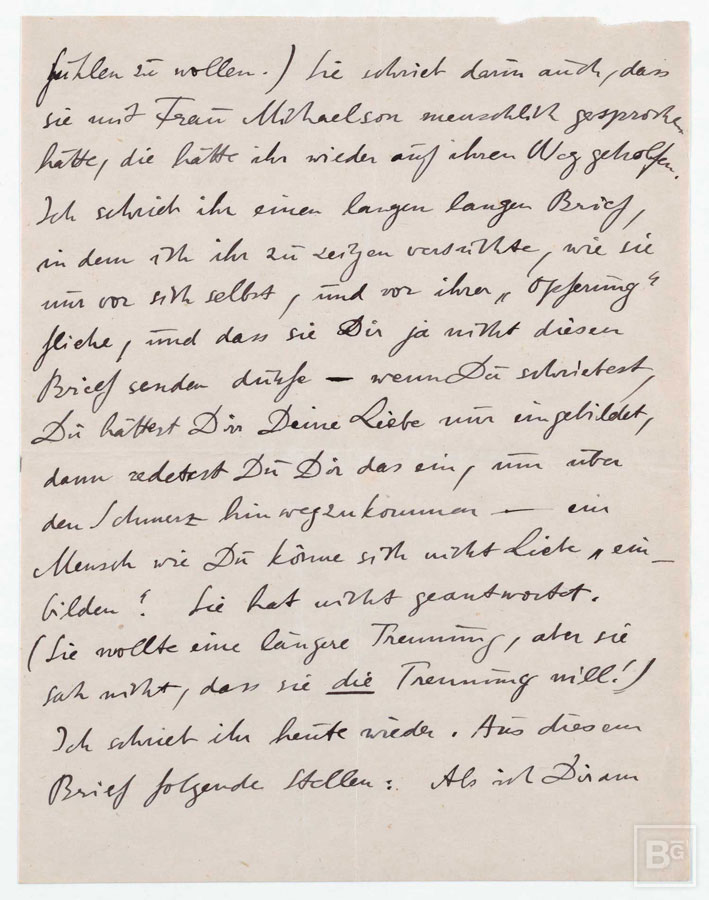 fühlen zu wollen.) Sie schrieb darin auch, dass
sie mit Frau Michaelson menschlich gesprochen
hätte, die hätte ihr wieder auf ihren Weg geholfen.
Ich schrieb ihr einen langen langen Brief,
in dem ich ihr zu zeigen versuchte, wie sie
nur vor sich selbst, und vor ihrer „Opferung“
fliehe, und dass sie Dir ja nicht diesen
Brief senden dürfe — wenn Du schriebest,
Du hättest Dir Deine Liebe nur eingebildet,
dann redetest Du Dir das ein, um über
den Schmerz hinwegzukommen — ein
Mensch wie Du könne sich nicht Liebe „ein-
bilden“! Sie hat nicht geantwortet.
(Sie wollte eine längere Trennung, aber sie
sah nicht, dass sie die Trennung will!)
Ich schrieb ihr heute wieder. Aus diesem
Brief folgende Stellen: Als ich Dir am
BG